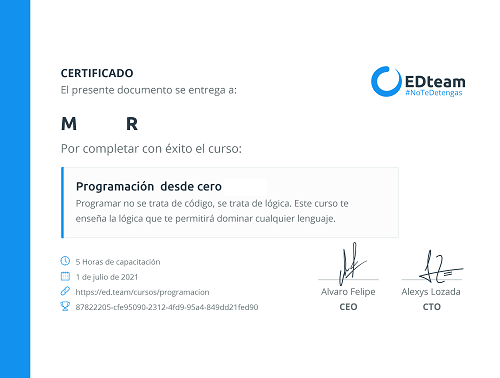 CERTIFICADO
El presente documento se entrega a:
EDteam
#NoTeDetengas
M R
Por completar con éxito el curso:
Programación desde cero
Programar no se trata de código, se trata de lógica. Este curso te
enseña la lógica que te permitirá dominar cualquier lenguaje.
5 Horas de capacitación
1 de julio de 2021
https://ed.team/cursos/programacion
87822205-cfe95090-2312-4fd9-95a4-849dd21fed90
Alvaro Felipe
CEO
Alexys Lozada
CTO